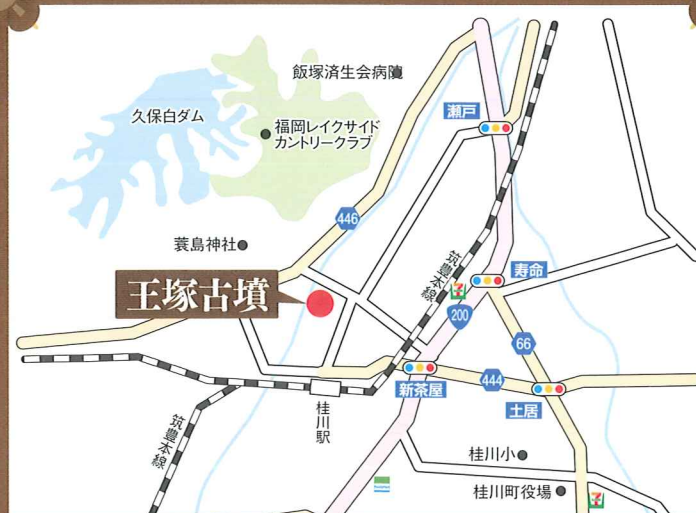 飯塚済生会病院
久保白ダム
福岡レイクサイド
カントリークラブ
瀬戸
446
蓑島神社
王塚古墳
筑豊本線
寿命
7
200
66
新茶屋
444
土居
桂川駅
筑豊本線
桂川小
桂川町役場
7